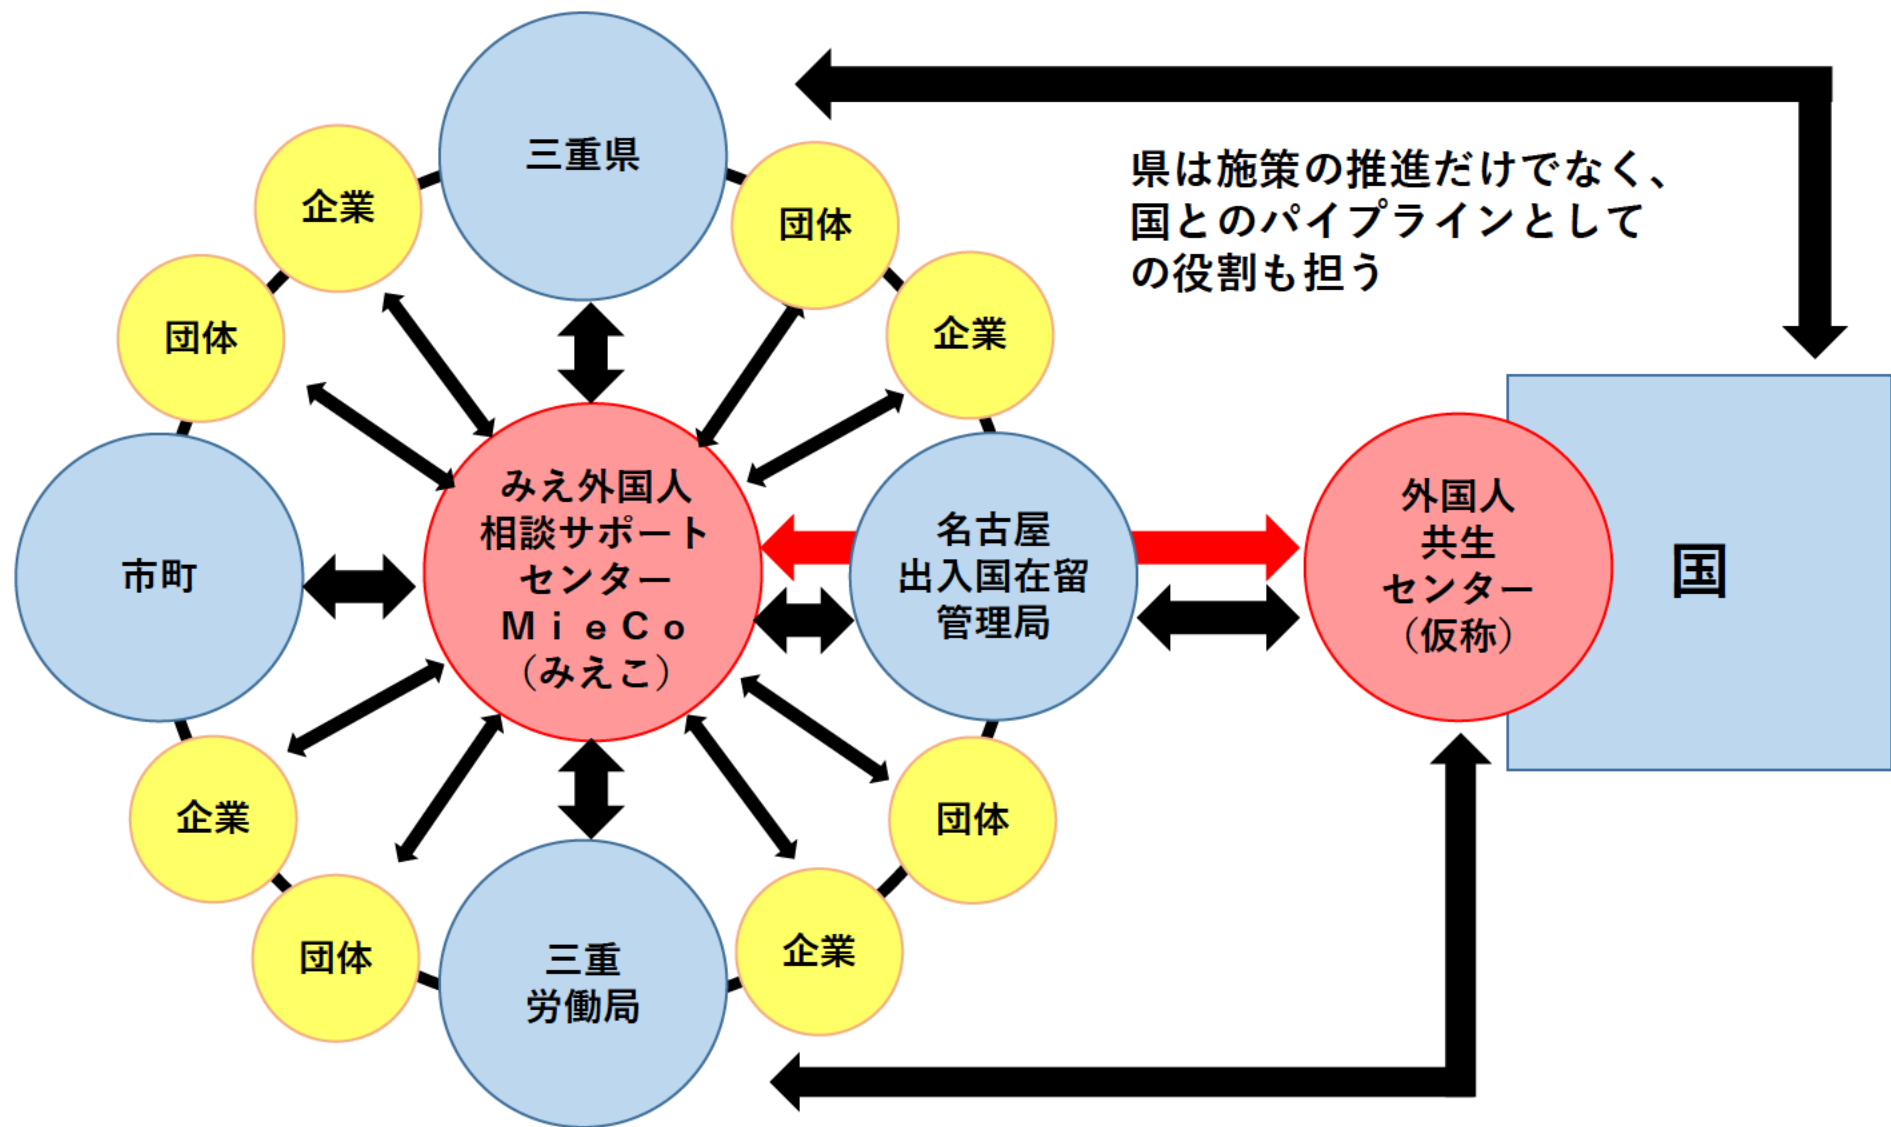 三重県
企業
団体
県は施策の推進だけでなく、
国とのパイプラインとして
の役割も担う
団体
企業
みえ外国人
相談サポート
センター
ＭｉｅＣｏ
（みえこ）
市町
名古屋
出入国在留
管理局
外国人
共生
センター
（仮称）
国
企業
団体
団体
企業
三重
労働局